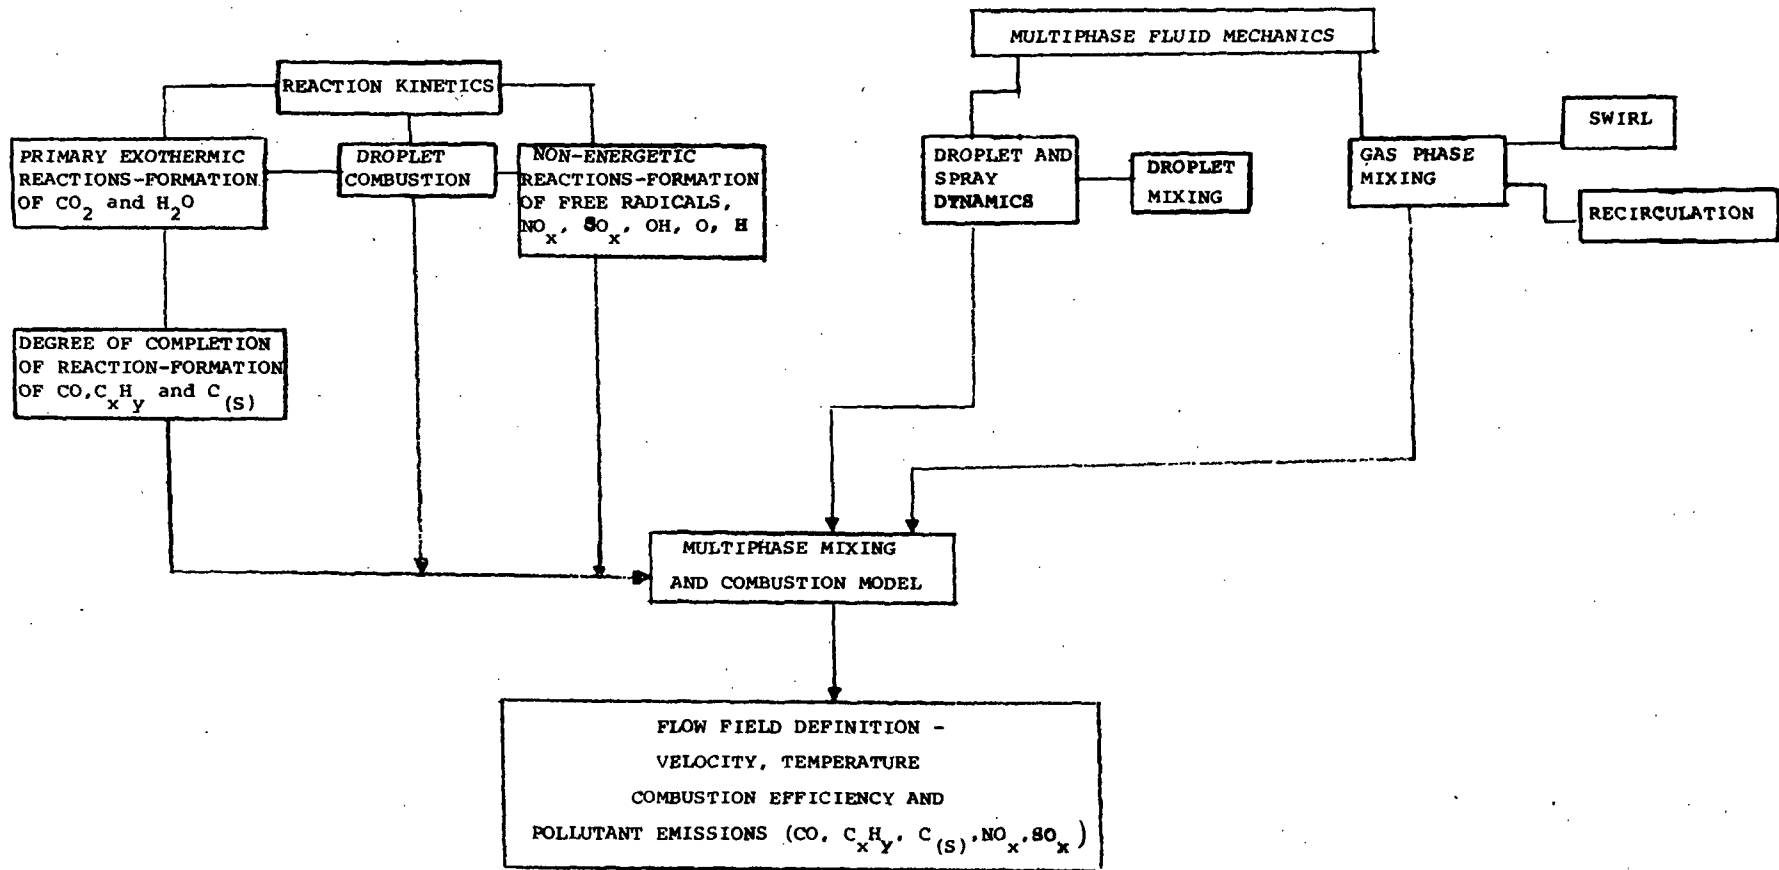 MULTIPHASE FLUID MECHANICS
REACTION KINETICS
SWIRL
PRIMARY EXOTHERMIC
REACTIONS-FORMATION
OF CO2 and H2O
DROPLET
COMBUSTION
NON-ENERGETIC
REACTIONS-FORMATION
OF FREE RADICALS,
NOx, SOx, OH, O, H
DROPLET AND
SPRAY
DYNAMICS
DROPLET
MIXING
GAS PHASE
MIXING
RECIRCULATION
DEGREE OF COMPLETION
OF REACTION-FORMATION
OF CO,CxHy and C(S)
MULTIPHASE MIXING
AND COMBUSTION MODEL
FLOW FIELD DEFINITION -
VELOCITY, TEMPERATURE
COMBUSTION EFFICIENCY AND
POLLUTANT EMISSIONS (CO, CxHy, C(S),NOx,SOx)